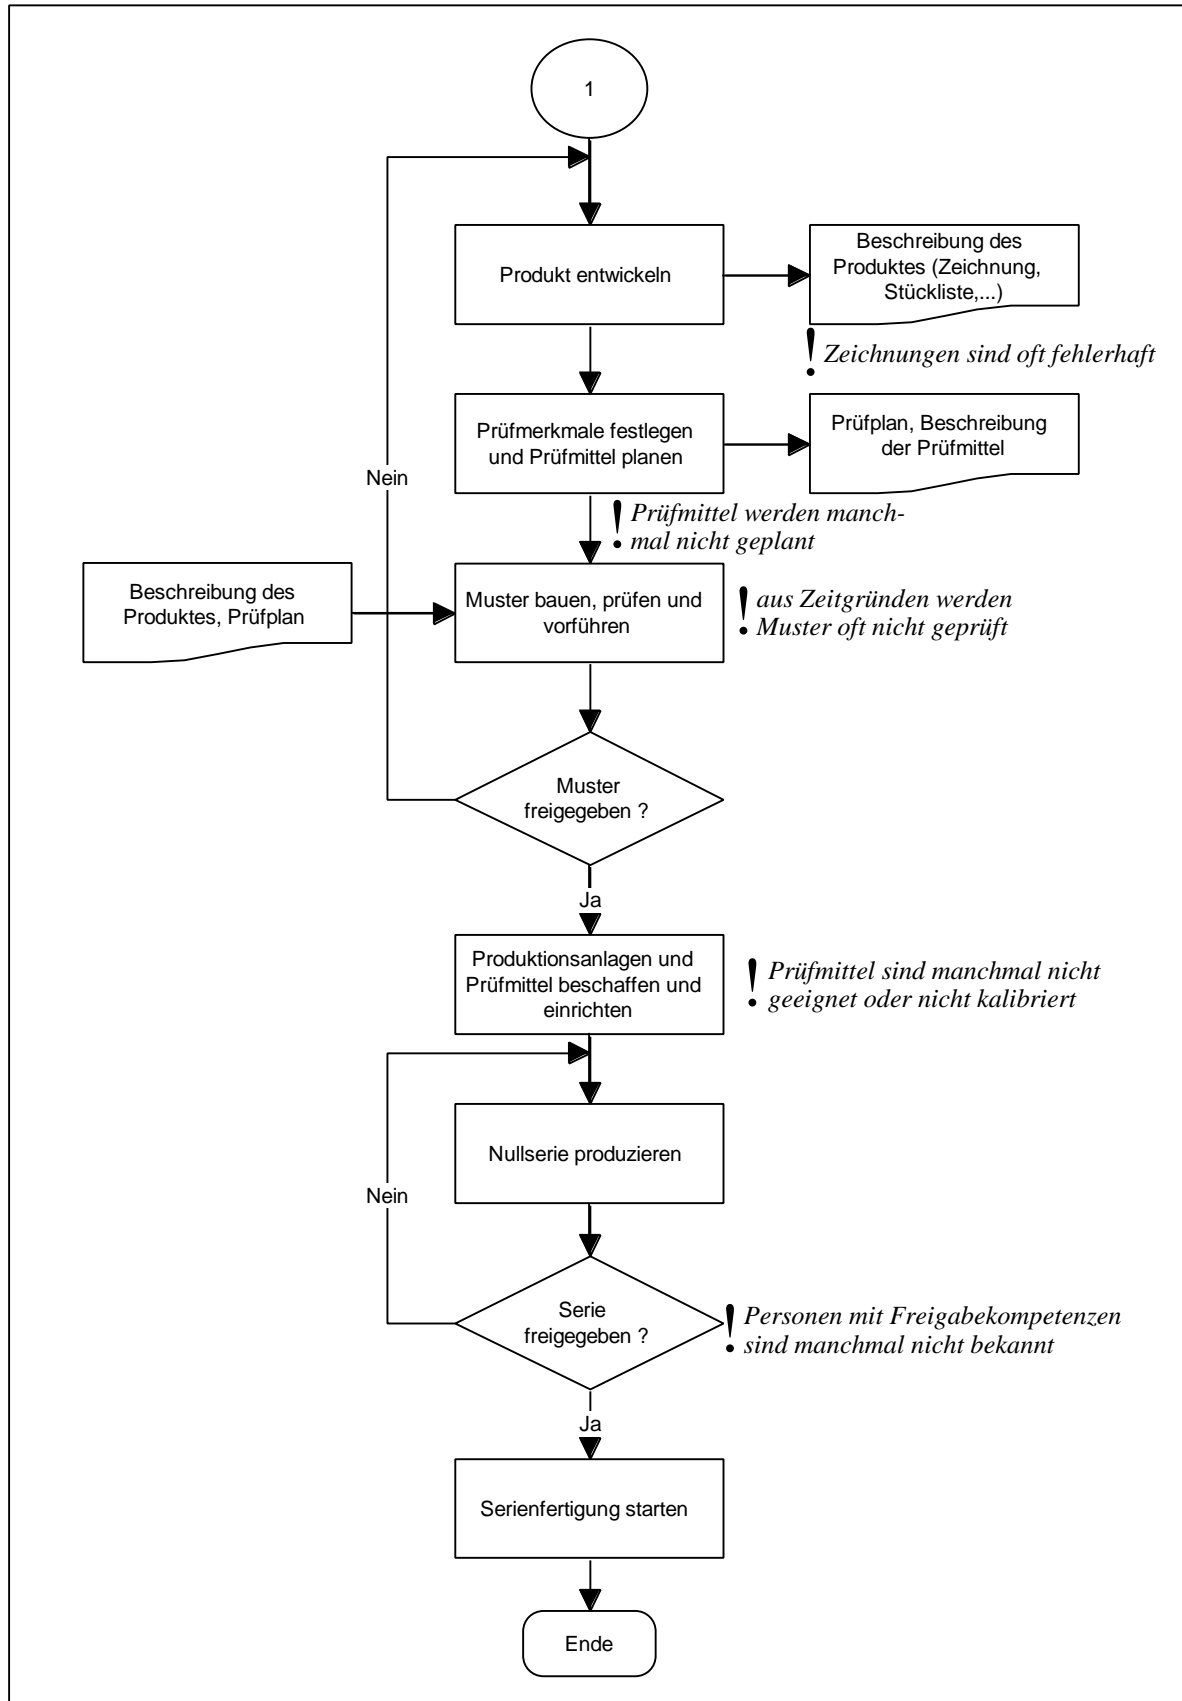 1
Produkt entwickeln
Beschreibung des
Produktes (Zeichnung,
Stückliste,...)
! Zeichnungen sind oft fehlerhaft
Prüfmerkmale festlegen
und Prüfmittel planen
Prüfplan, Beschreibung
der Prüfmittel
Nein
! Prüfmittel werden manch-
mal nicht geplant
Beschreibung des
Produktes, Prüfplan
Muster bauen, prüfen und
vorführen
! aus Zeitgründen werden
Muster oft nicht geprüft
Muster
freigegeben ?
Ja
Produktionsanlagen und
Prüfmittel beschaffen und
einrichten
! Prüfmittel sind manchmal nicht
geeignet oder nicht kalibriert
Nullserie produzieren
Nein
Serie
freigegeben ?
! Personen mit Freigabekompetenzen
sind manchmal nicht bekannt
Ja
Serienfertigung starten
Ende